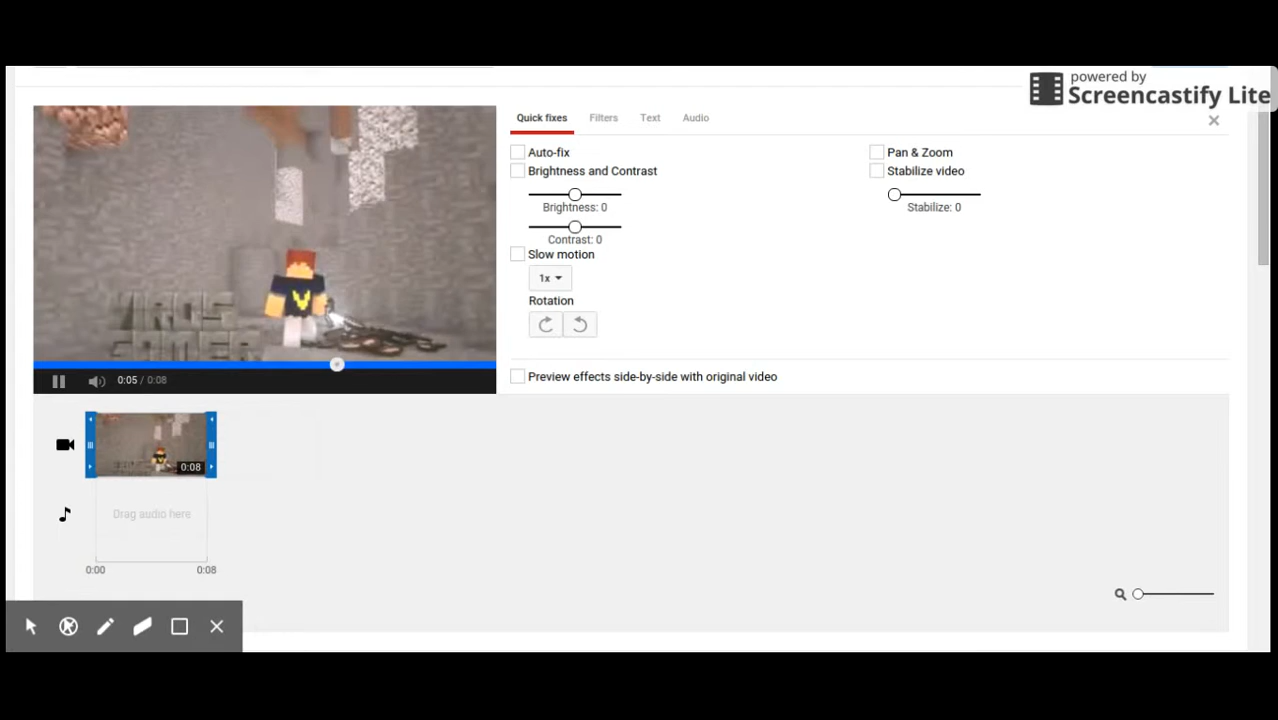 powered by
Screencastify Lite
Quick fixes Filters Text Audio
Auto-fix
Pan & Zoom
Brightness and Contrast
Stabilize video
Brightness: 0
Stabilize: 0
Contrast: 0
Slow motion
1x
Rotation
V
GAMER
0:05 / 0:08
Preview effects side-by-side with original video
0:08
Drag audio here
0:00 0:08